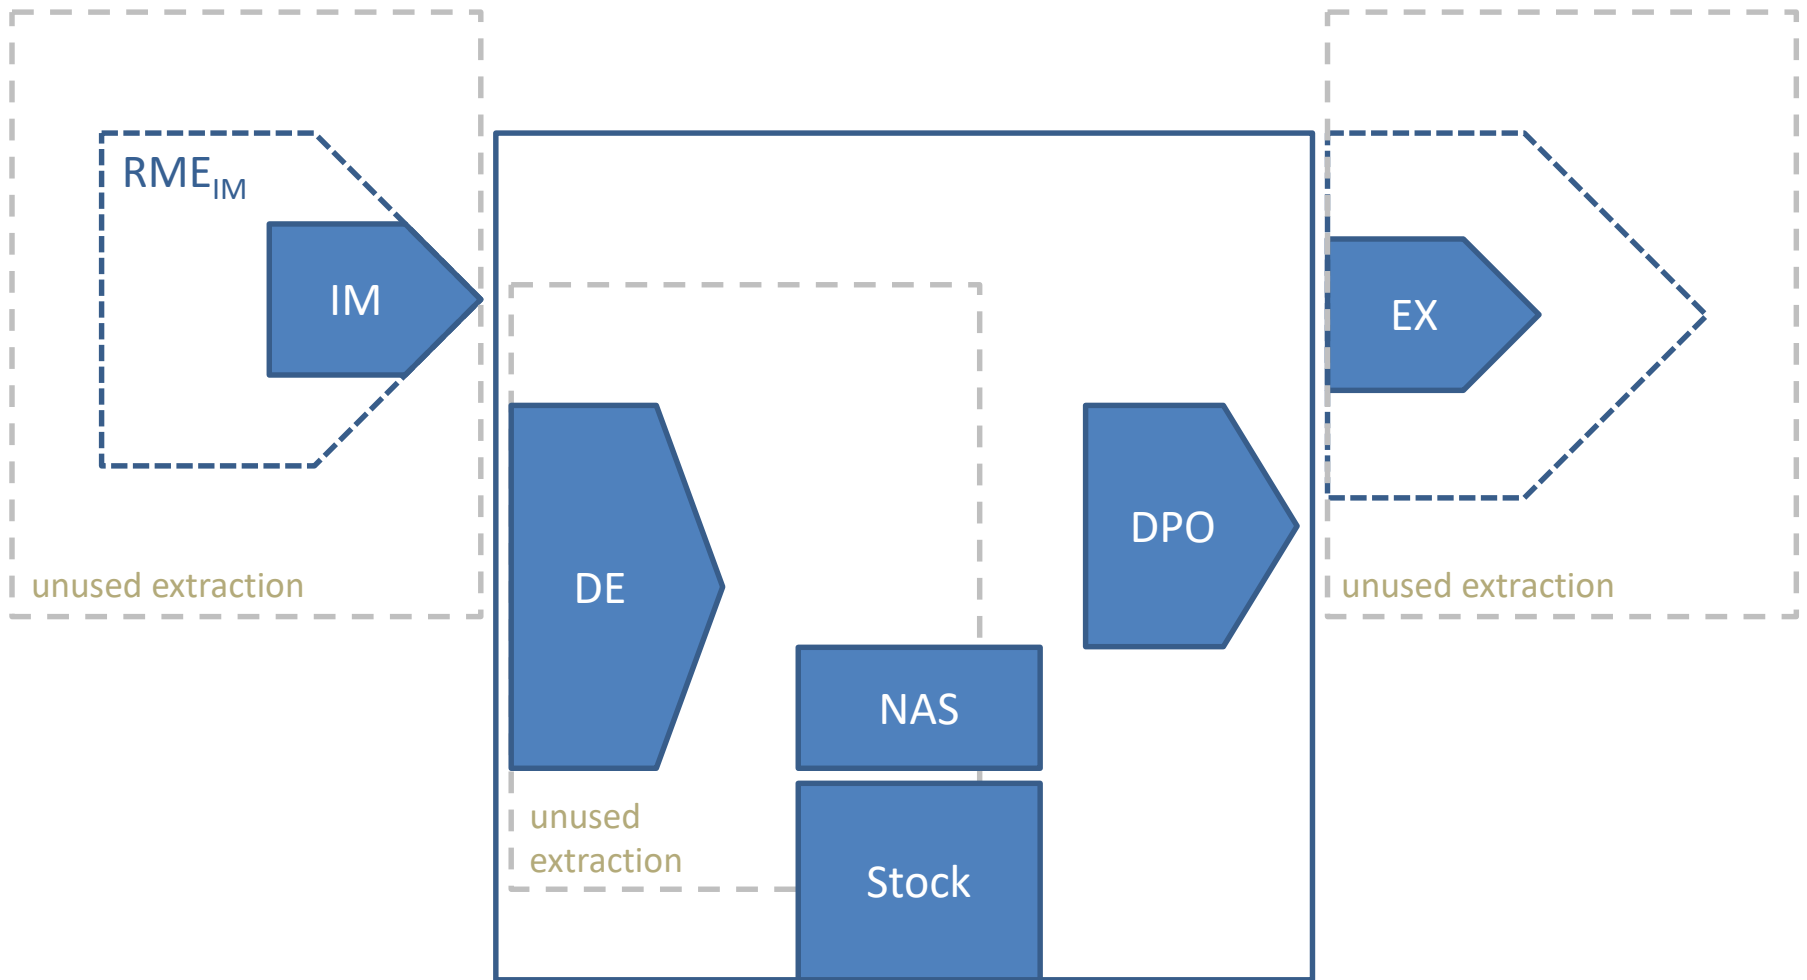 RME_IM
IM
EX
DPO
DE
unused extraction
unused extraction
NAS
unused
extraction
Stock